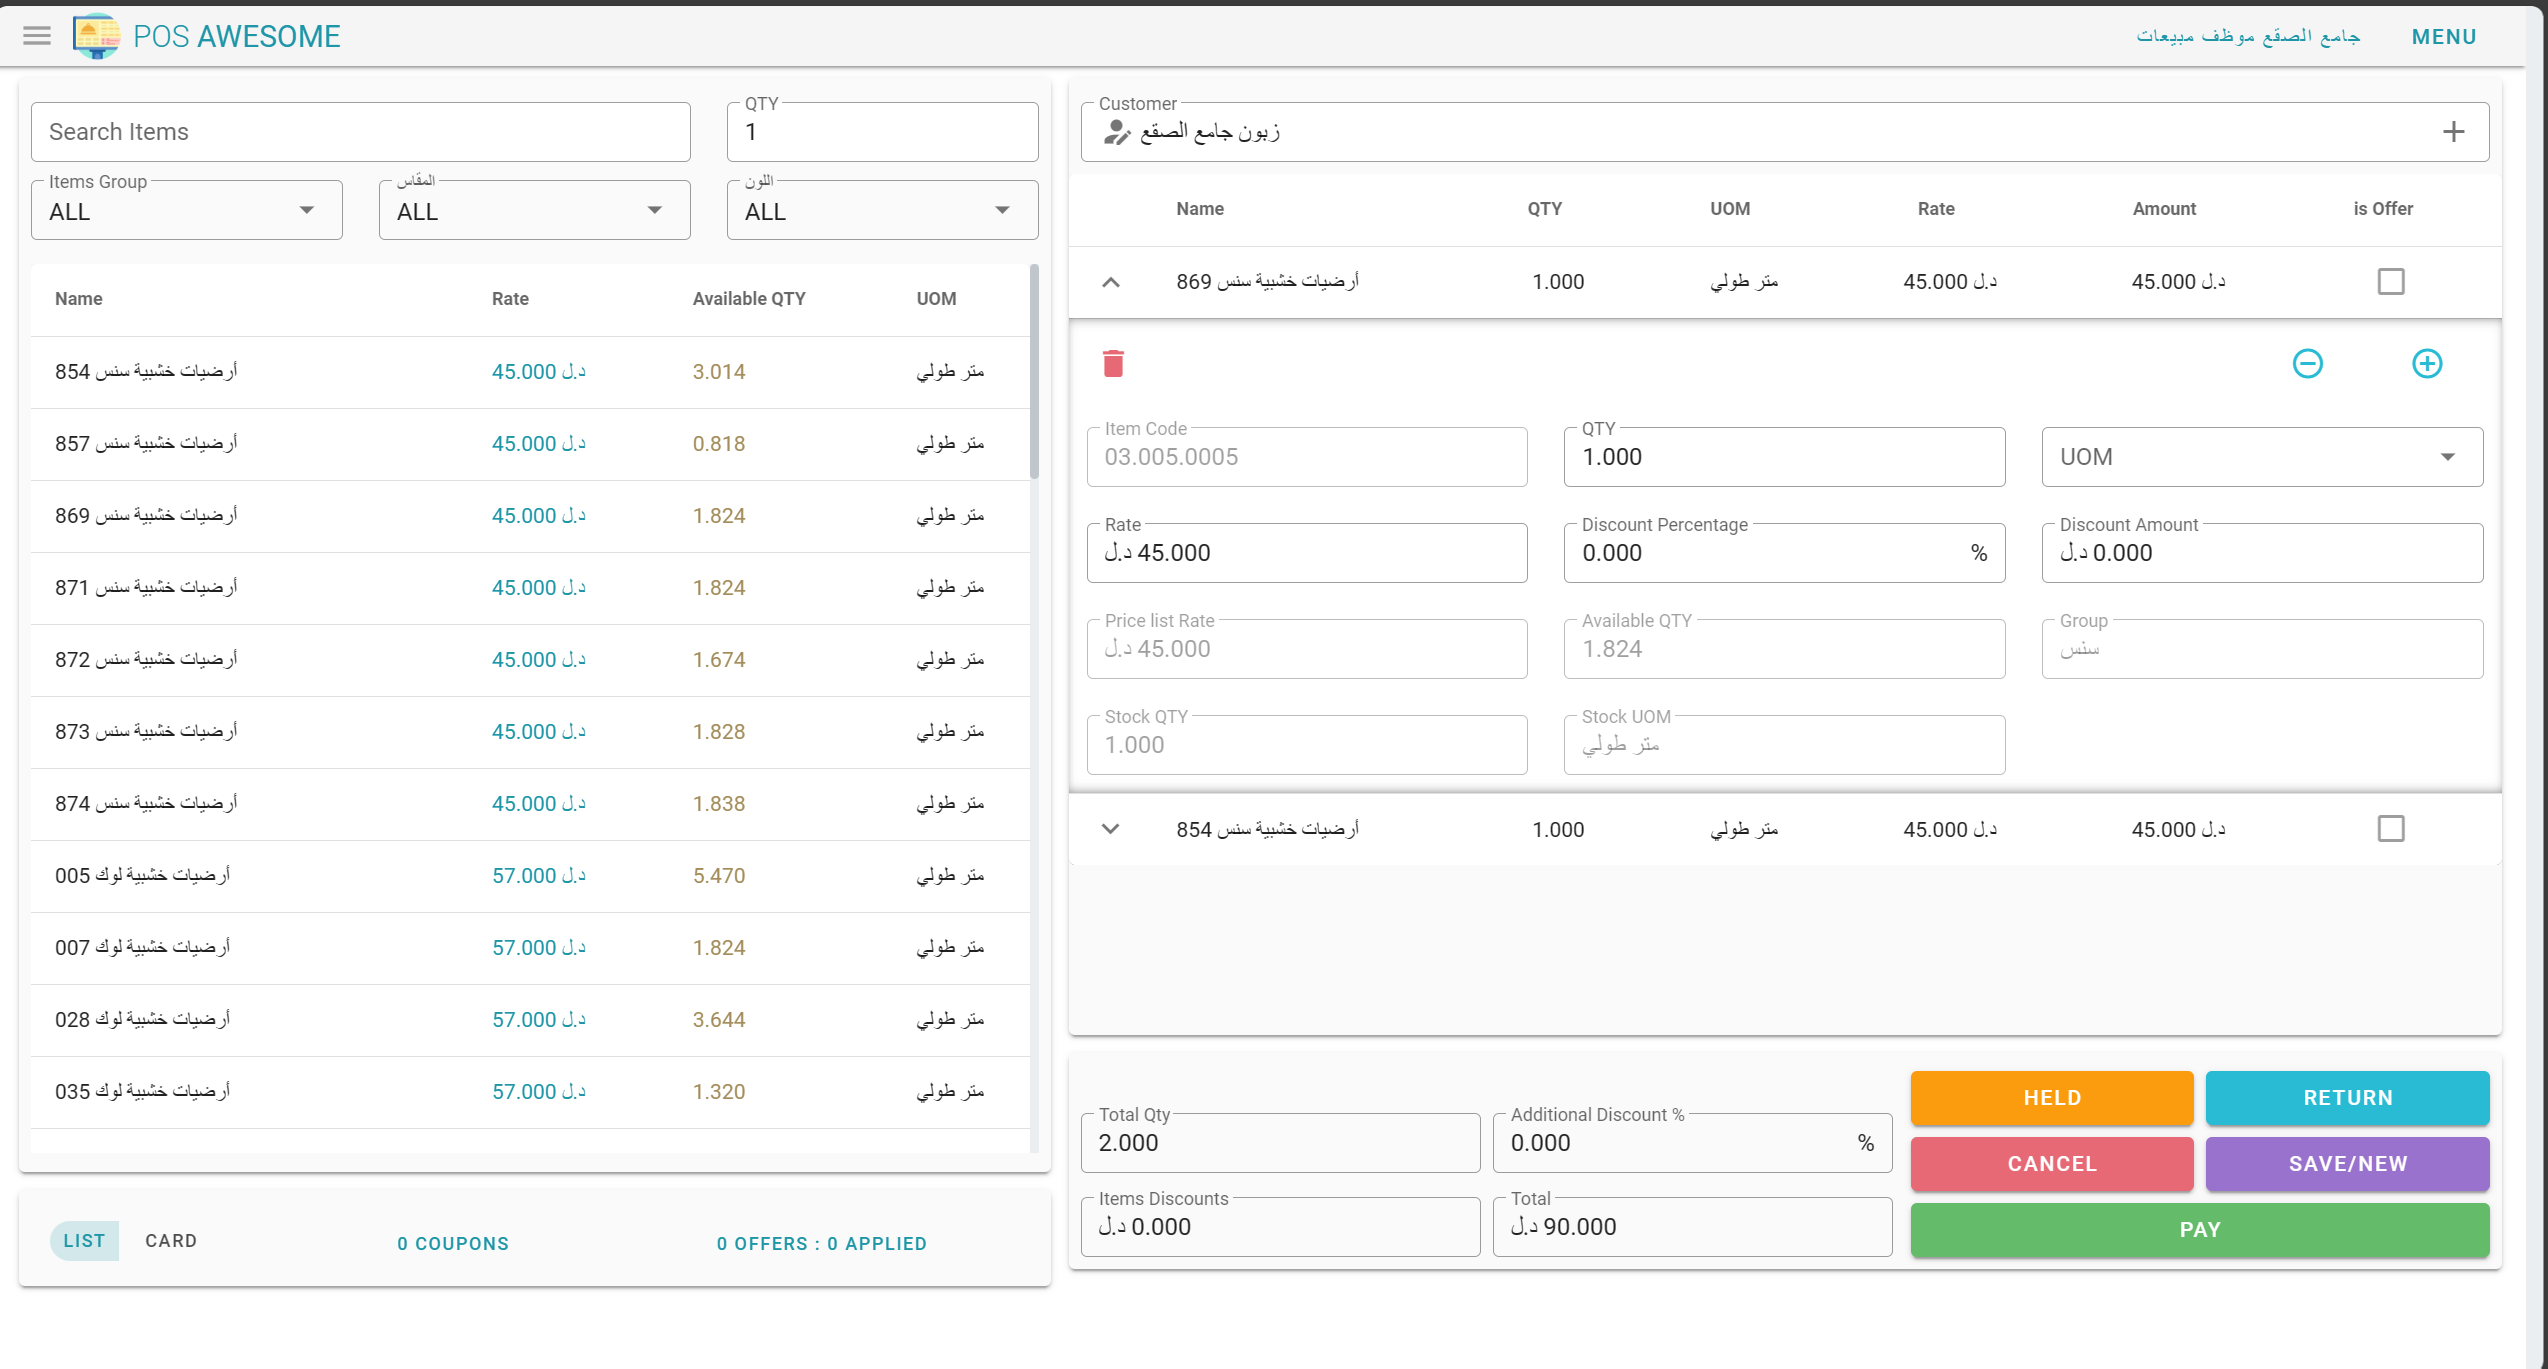 POS AWESOME
جامع الصقع موظف مبيعات
MENU
Search Items
QTY
1
Items Group
ALL
المقاس
ALL
اللون
ALL
Name Rate Available QTY UOM
أرضيات خشبية سنس 854 45.000 د.ل 3.014 متر طولي
أرضيات خشبية سنس 857 45.000 د.ل 0.818 متر طولي
أرضيات خشبية سنس 869 45.000 د.ل 1.824 متر طولي
أرضيات خشبية سنس 871 45.000 د.ل 1.824 متر طولي
أرضيات خشبية سنس 872 45.000 د.ل 1.674 متر طولي
أرضيات خشبية سنس 873 45.000 د.ل 1.828 متر طولي
أرضيات خشبية سنس 874 45.000 د.ل 1.838 متر طولي
أرضيات خشبية لوك 005 57.000 د.ل 5.470 متر طولي
أرضيات خشبية لوك 007 57.000 د.ل 1.824 متر طولي
أرضيات خشبية لوك 028 57.000 د.ل 3.644 متر طولي
أرضيات خشبية لوك 035 57.000 د.ل 1.320 متر طولي
LIST CARD 0 COUPONS 0 OFFERS : 0 APPLIED
Customer
زبون جامع الصقع
Name QTY UOM Rate Amount is Offer
أرضيات خشبية سنس 869 1.000 متر طولي 45.000 د.ل 45.000 د.ل
Item Code
03.005.0005
QTY
1.000
UOM
Rate
د.ل 45.000
Discount Percentage
0.000 %
Discount Amount
د.ل 0.000
Price list Rate
د.ل 45.000
Available QTY
1.824
Group
سنس
Stock QTY
1.000
Stock UOM
متر طولي
أرضيات خشبية سنس 854 1.000 متر طولي 45.000 د.ل 45.000 د.ل
Total Qty
2.000
Additional Discount %
0.000 %
Items Discounts
د.ل 0.000
Total
د.ل 90.000
HELD
RETURN
CANCEL
SAVE/NEW
PAY